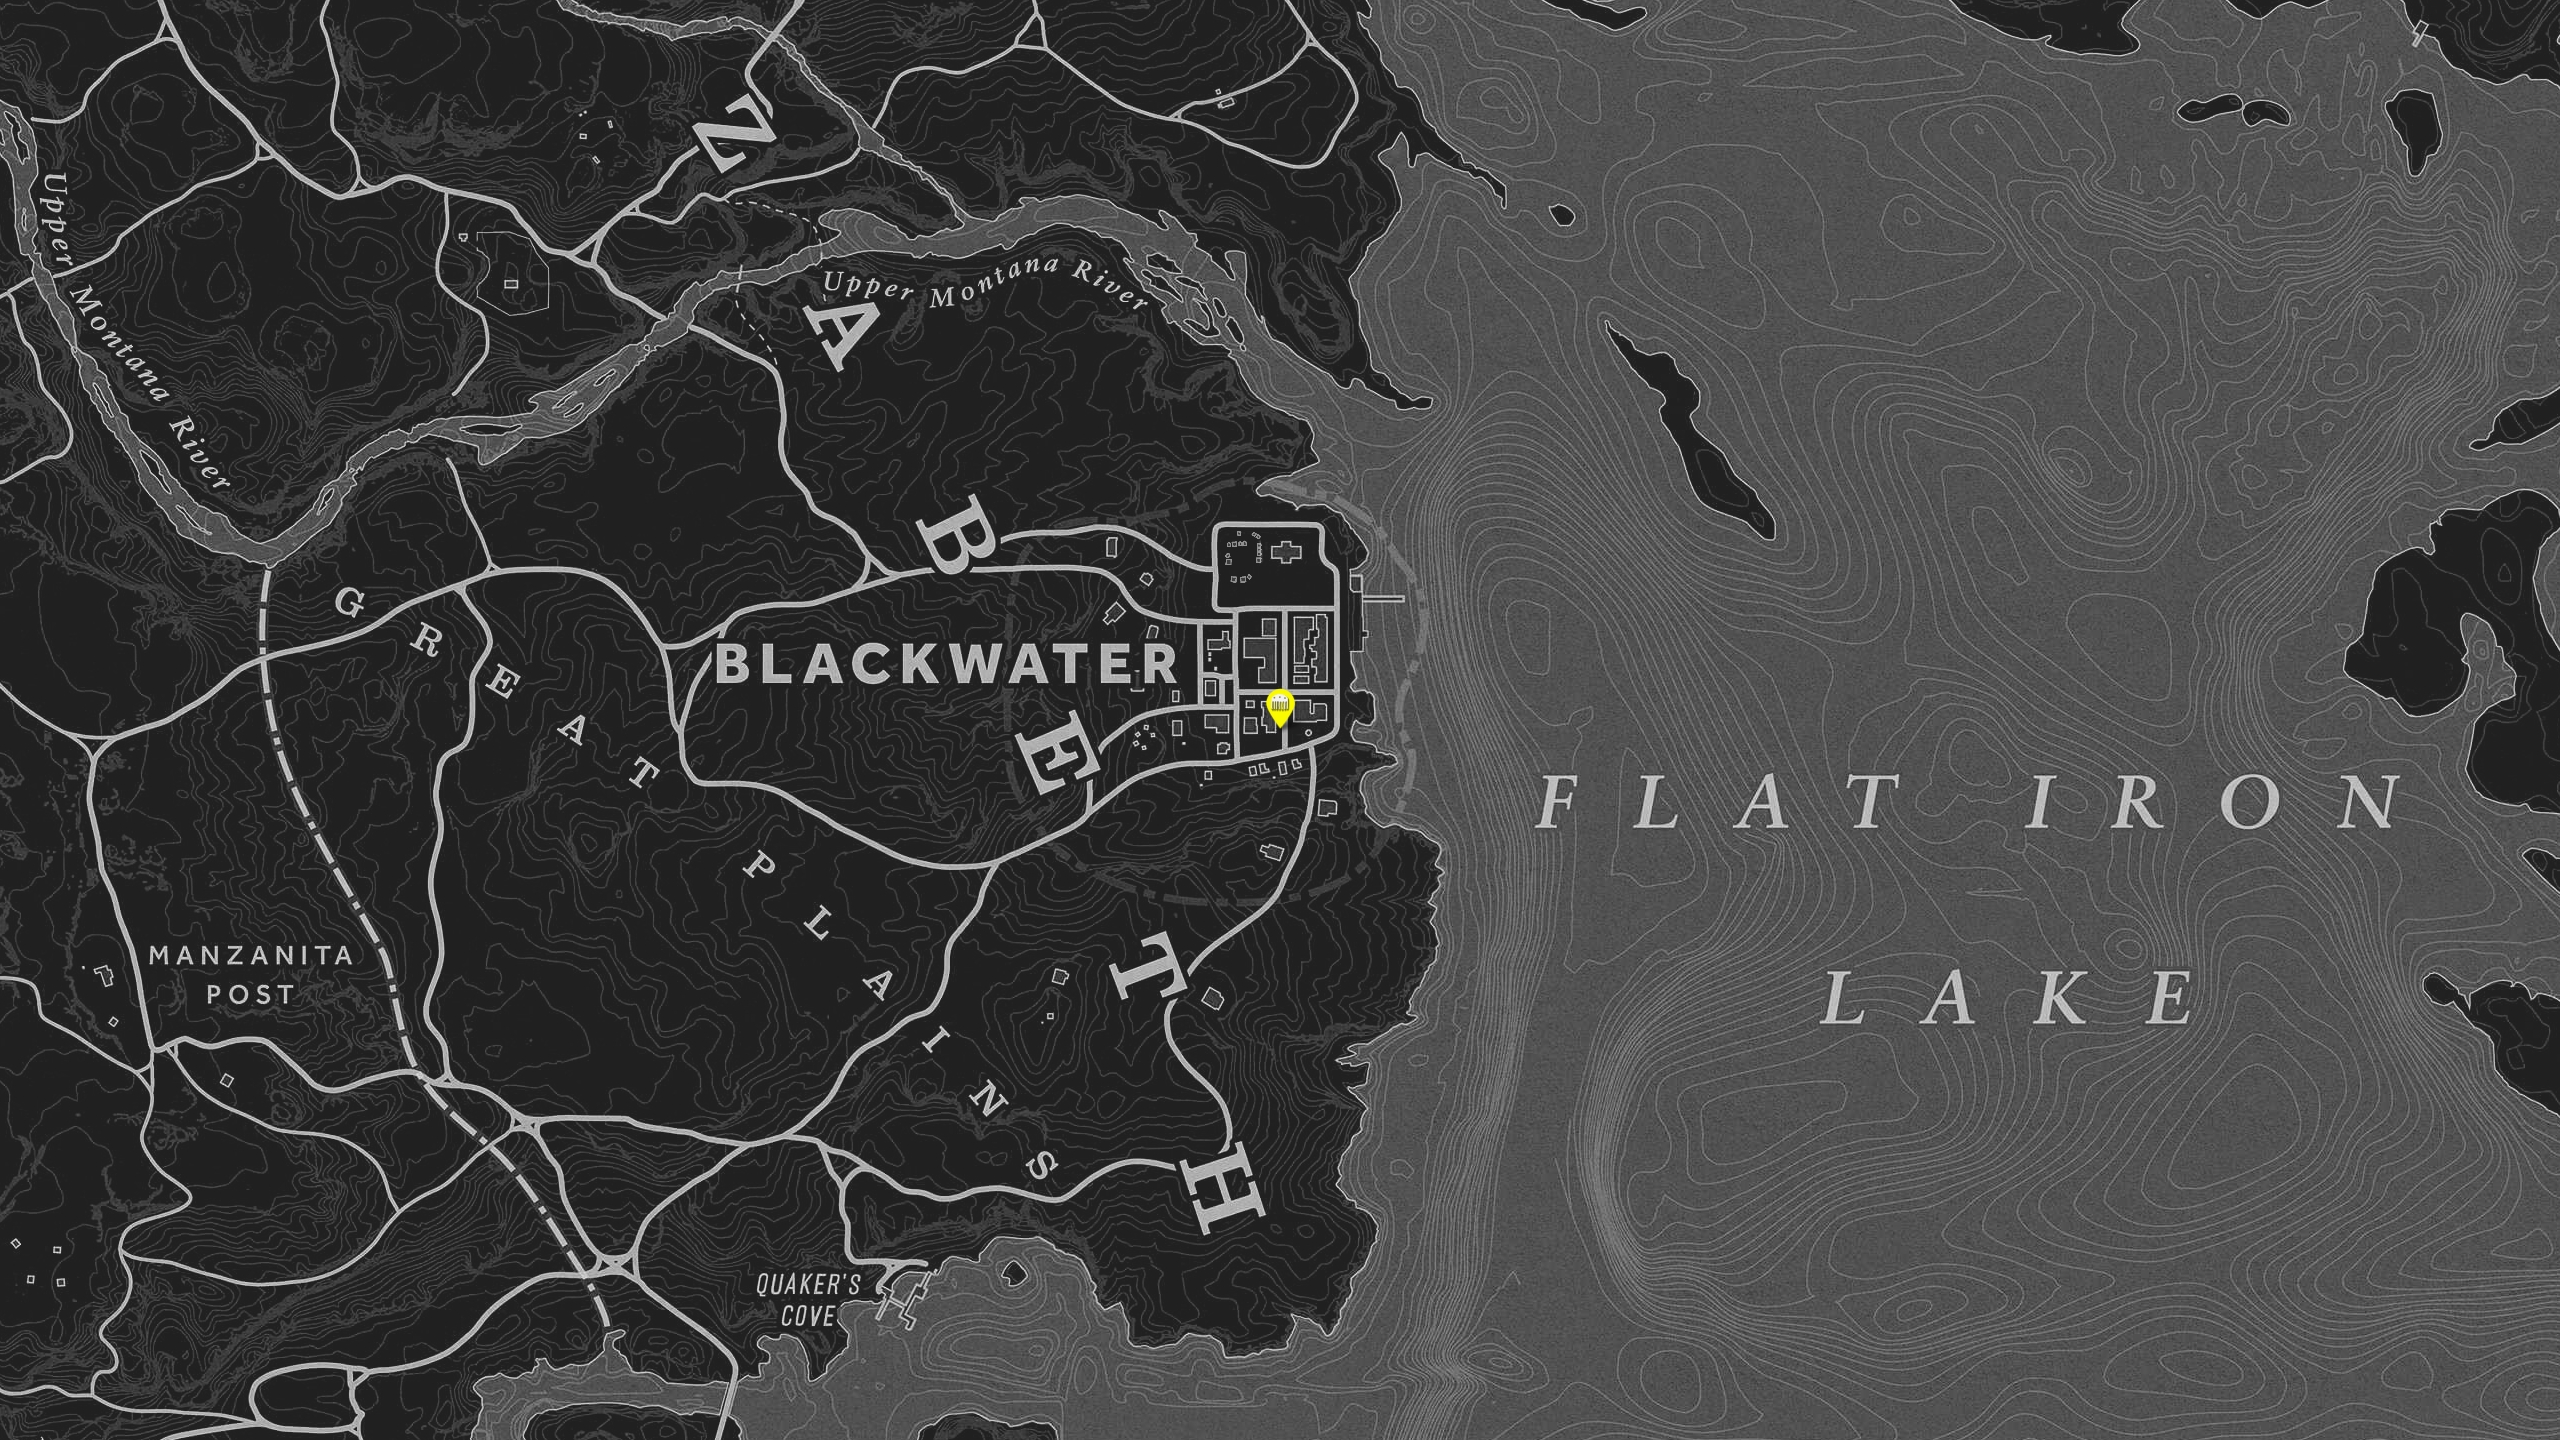 Upper Montana River
Upper Montana River
Z A B E T H
GREAT PLAINS
BLACKWATER
FLAT IRON
LAKE
MANZANITA
POST
QUAKER'S
COVE